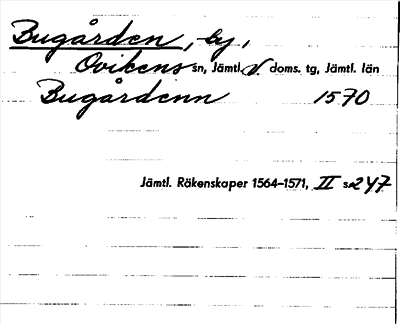 Bugården, by,
Ovikens sn, Jämtl. V. doms. tg, Jämtl. län
Bugårdenn 1570
Jämtl. Räkenskaper 1564–1571, II s. 247